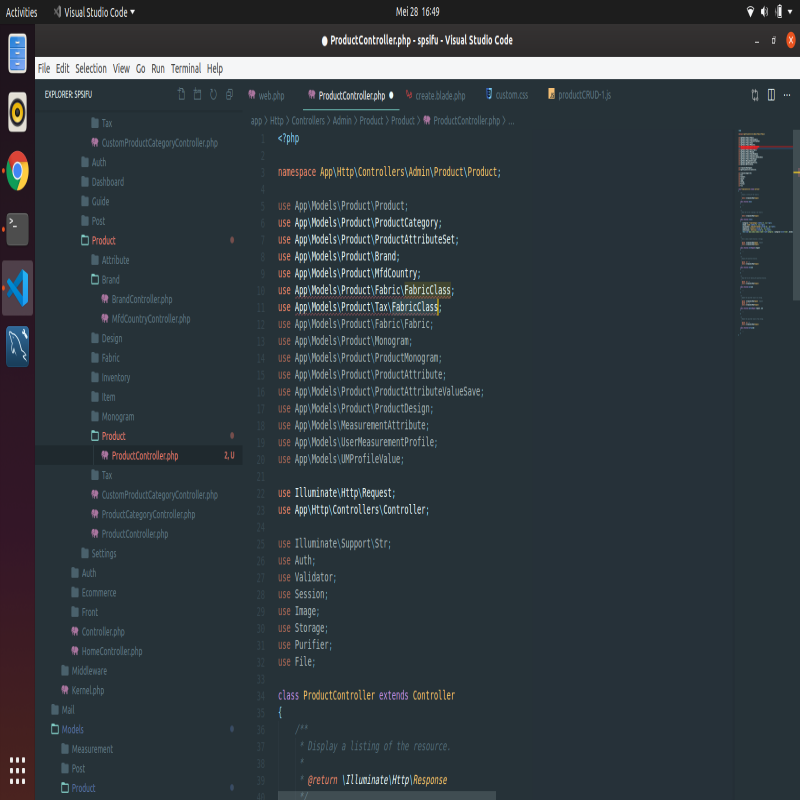 Activities
Visual Studio Code
Mei 28 16:49
ProductController.php - spsifu - Visual Studio Code
File Edit Selection View Go Run Terminal Help
EXPLORER: SPSIFU
web.php
ProductController.php
create.blade.php
custom.css
productCRUD-1.js
app > Http > Controllers > Admin > Product > Product > ProductController.php > ...
Tax
CustomProductCategoryController.php
Auth
Dashboard
Guide
Post
Product
Attribute
Brand
BrandController.php
MfdCountryController.php
Design
Fabric
Inventory
Item
Monogram
Product
ProductController.php 2, U
Tax
CustomProductCategoryController.php
ProductCategoryController.php
ProductController.php
Settings
Auth
Ecommerce
Front
Controller.php
HomeController.php
Middleware
Kernel.php
Mail
Models
Measurement
Post
Product
1 <?php
2
3 namespace App\Http\Controllers\Admin\Product\Product;
4
5 use App\Models\Product\Product;
6 use App\Models\Product\ProductCategory;
7 use App\Models\Product\ProductAttributeSet;
8 use App\Models\Product\Brand;
9 use App\Models\Product\MfdCountry;
10 use App\Models\Product\Fabric\FabricClass;
11 use App\Models\Product\Tax\FabricClass;
12 use App\Models\Product\Fabric\Fabric;
13 use App\Models\Product\Monogram;
14 use App\Models\Product\ProductMonogram;
15 use App\Models\Product\ProductAttribute;
16 use App\Models\Product\ProductAttributeValueSave;
17 use App\Models\Product\ProductDesign;
18 use App\Models\MeasurementAttribute;
19 use App\Models\UserMeasurementProfile;
20 use App\Models\UMProfileValue;
21
22 use Illuminate\Http\Request;
23 use App\Http\Controllers\Controller;
24
25 use Illuminate\Support\Str;
26 use Auth;
27 use Validator;
28 use Session;
29 use Image;
30 use Storage;
31 use Purifier;
32 use File;
33
34 class ProductController extends Controller
35 {
36 /**
37 * Display a listing of the resource.
38 *
39 * @return \Illuminate\Http\Response
40 */